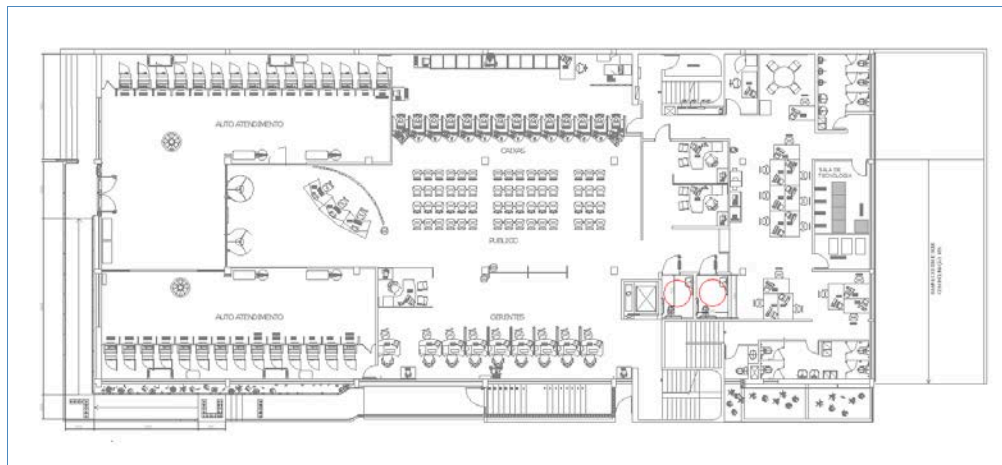 AUTO ATENDIMENTO
CAIXAS
SALA DE
TECNOLOGIA
PUBLICO
AUTO ATENDIMENTO
GERENTES